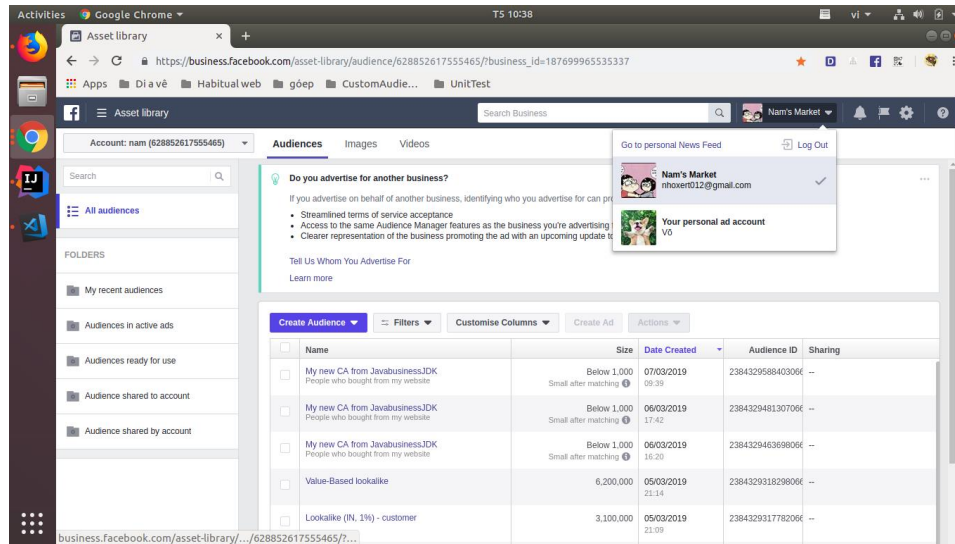 Activities
Google Chrome
T5 10:38
vi
Asset library
https://business.facebook.com/asset-library/audience/628852617555465/?business_id=187699965535337
Apps
Di a vê
Habitual web
góep
CustomAudie...
UnitTest
Asset library
Search Business
Nam's Market
Account: nam (628852617555465)
Audiences
Images
Videos
Go to personal News Feed
Log Out
Nam's Market
nhoxert012@gmail.com
Your personal ad account
Võ
Search
All audiences
FOLDERS
My recent audiences
Audiences in active ads
Audiences ready for use
Audience shared to account
Audience shared by account
Do you advertise for another business?
If you advertise on behalf of another business, identifying who you advertise for can pr
Streamlined terms of service acceptance
Access to the same Audience Manager features as the business you're advertising
Clearer representation of the business promoting the ad with an upcoming update to
Tell Us Whom You Advertise For
Learn more
Create Audience
Filters
Customise Columns
Create Ad
Actions
Name
Size
Date Created
Audience ID
Sharing
My new CA from JavabusinessJDK
Below 1,000
07/03/2019
2384329588403066
--
People who bought from my website
Small after matching
09:39
My new CA from JavabusinessJDK
Below 1,000
06/03/2019
2384329481307066
--
People who bought from my website
Small after matching
17:42
My new CA from JavabusinessJDK
Below 1,000
06/03/2019
2384329463698066
--
People who bought from my website
Small after matching
16:20
Value-Based lookalike
6,200,000
05/03/2019
2384329318298066
--
21:14
Lookalike (IN, 1%) - customer
3,100,000
05/03/2019
2384329317782066
--
21:09
business.facebook.com/asset-library/.../628852617555465/?...